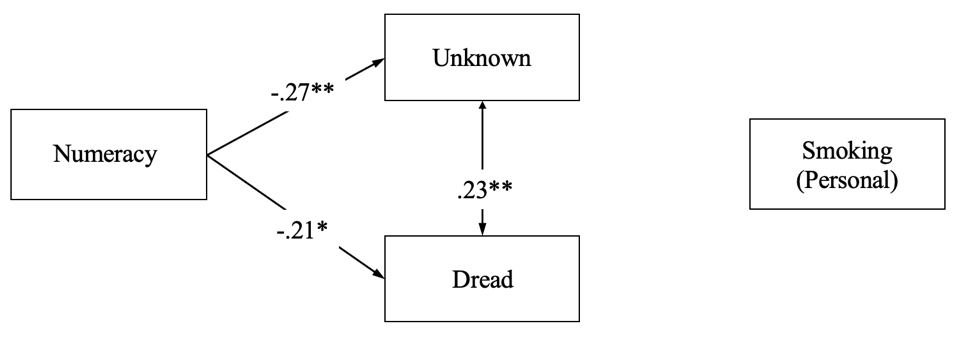 Unknown
-.27**
Numeracy
Smoking
(Personal)
.23**
-.21*
Dread